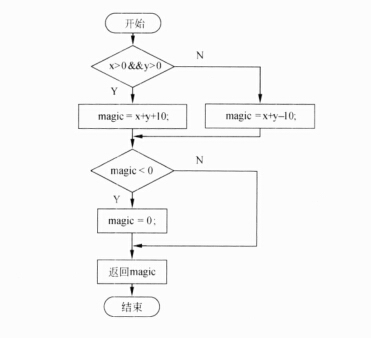 开始
x>0&&y>0
N
Y
magic = x+y+10;
magic =x+y–10;
magic < 0
N
Y
magic = 0;
返回magic
结束